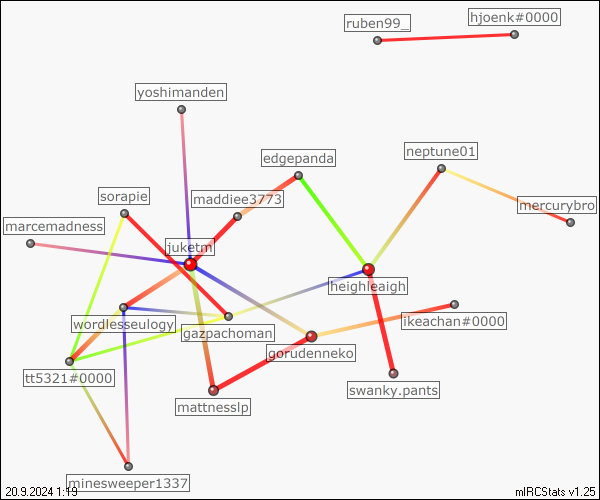 hjoenk#0000
ruben99_
yoshimanden
edgepanda
neptune01
sorapie
maddiee3773
mercurybro
marcemadness
juketm
heighleaigh
wordlesseulogy
ikeachan#0000
gazpachoman
gorudenneko
tt5321#0000
swanky.pants
mattnesslp
minesweeper1337
20.9.2024 1:19
mIRCStats v1.25